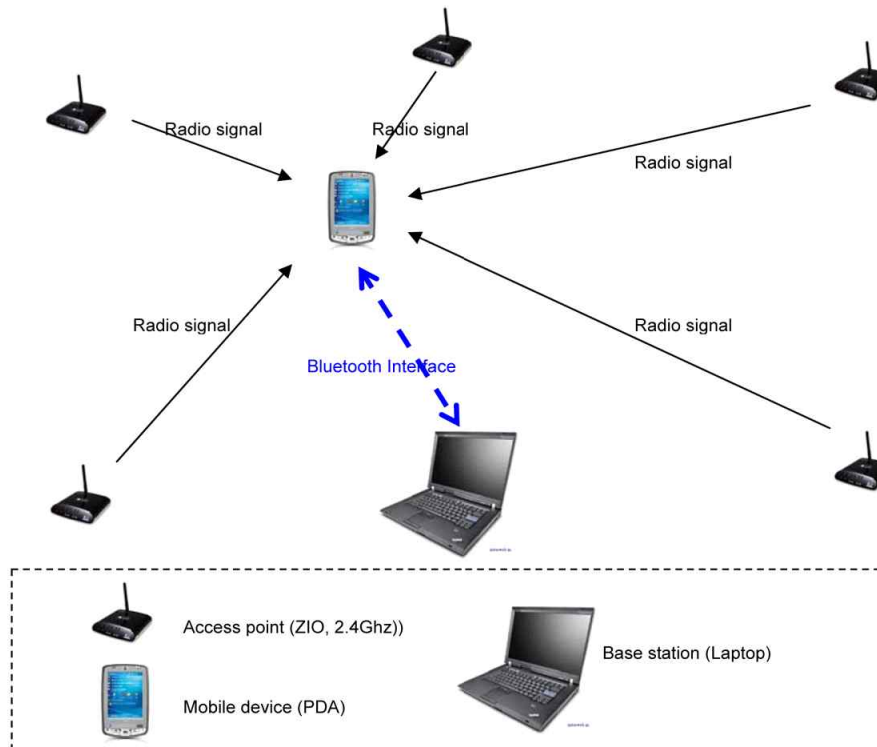 Radio signal
Radio signal
Radio signal
Radio signal
Radio signal
Bluetooth Interface
Access point (ZIO, 2.4Ghz))
Base station (Laptop)
Mobile device (PDA)